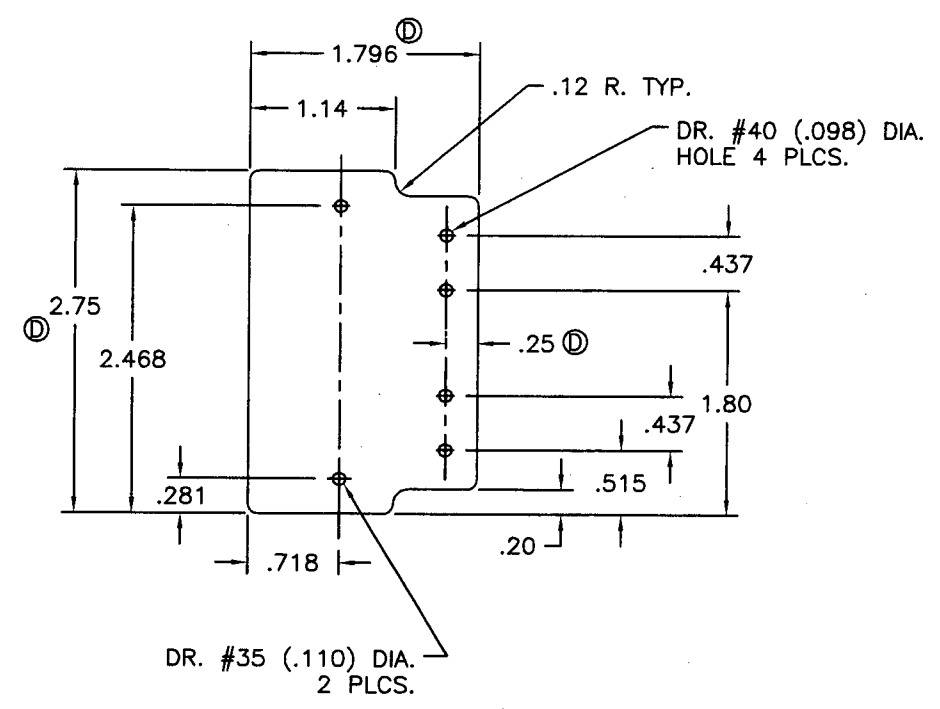 D
1.796
1.14
.12 R. TYP.
DR. #40 (.098) DIA.
HOLE 4 PLCS.
.437
2.75
D
.25 D
2.468
1.80
.437
.281
.515
.20
.718
DR. #35 (.110) DIA.
2 PLCS.